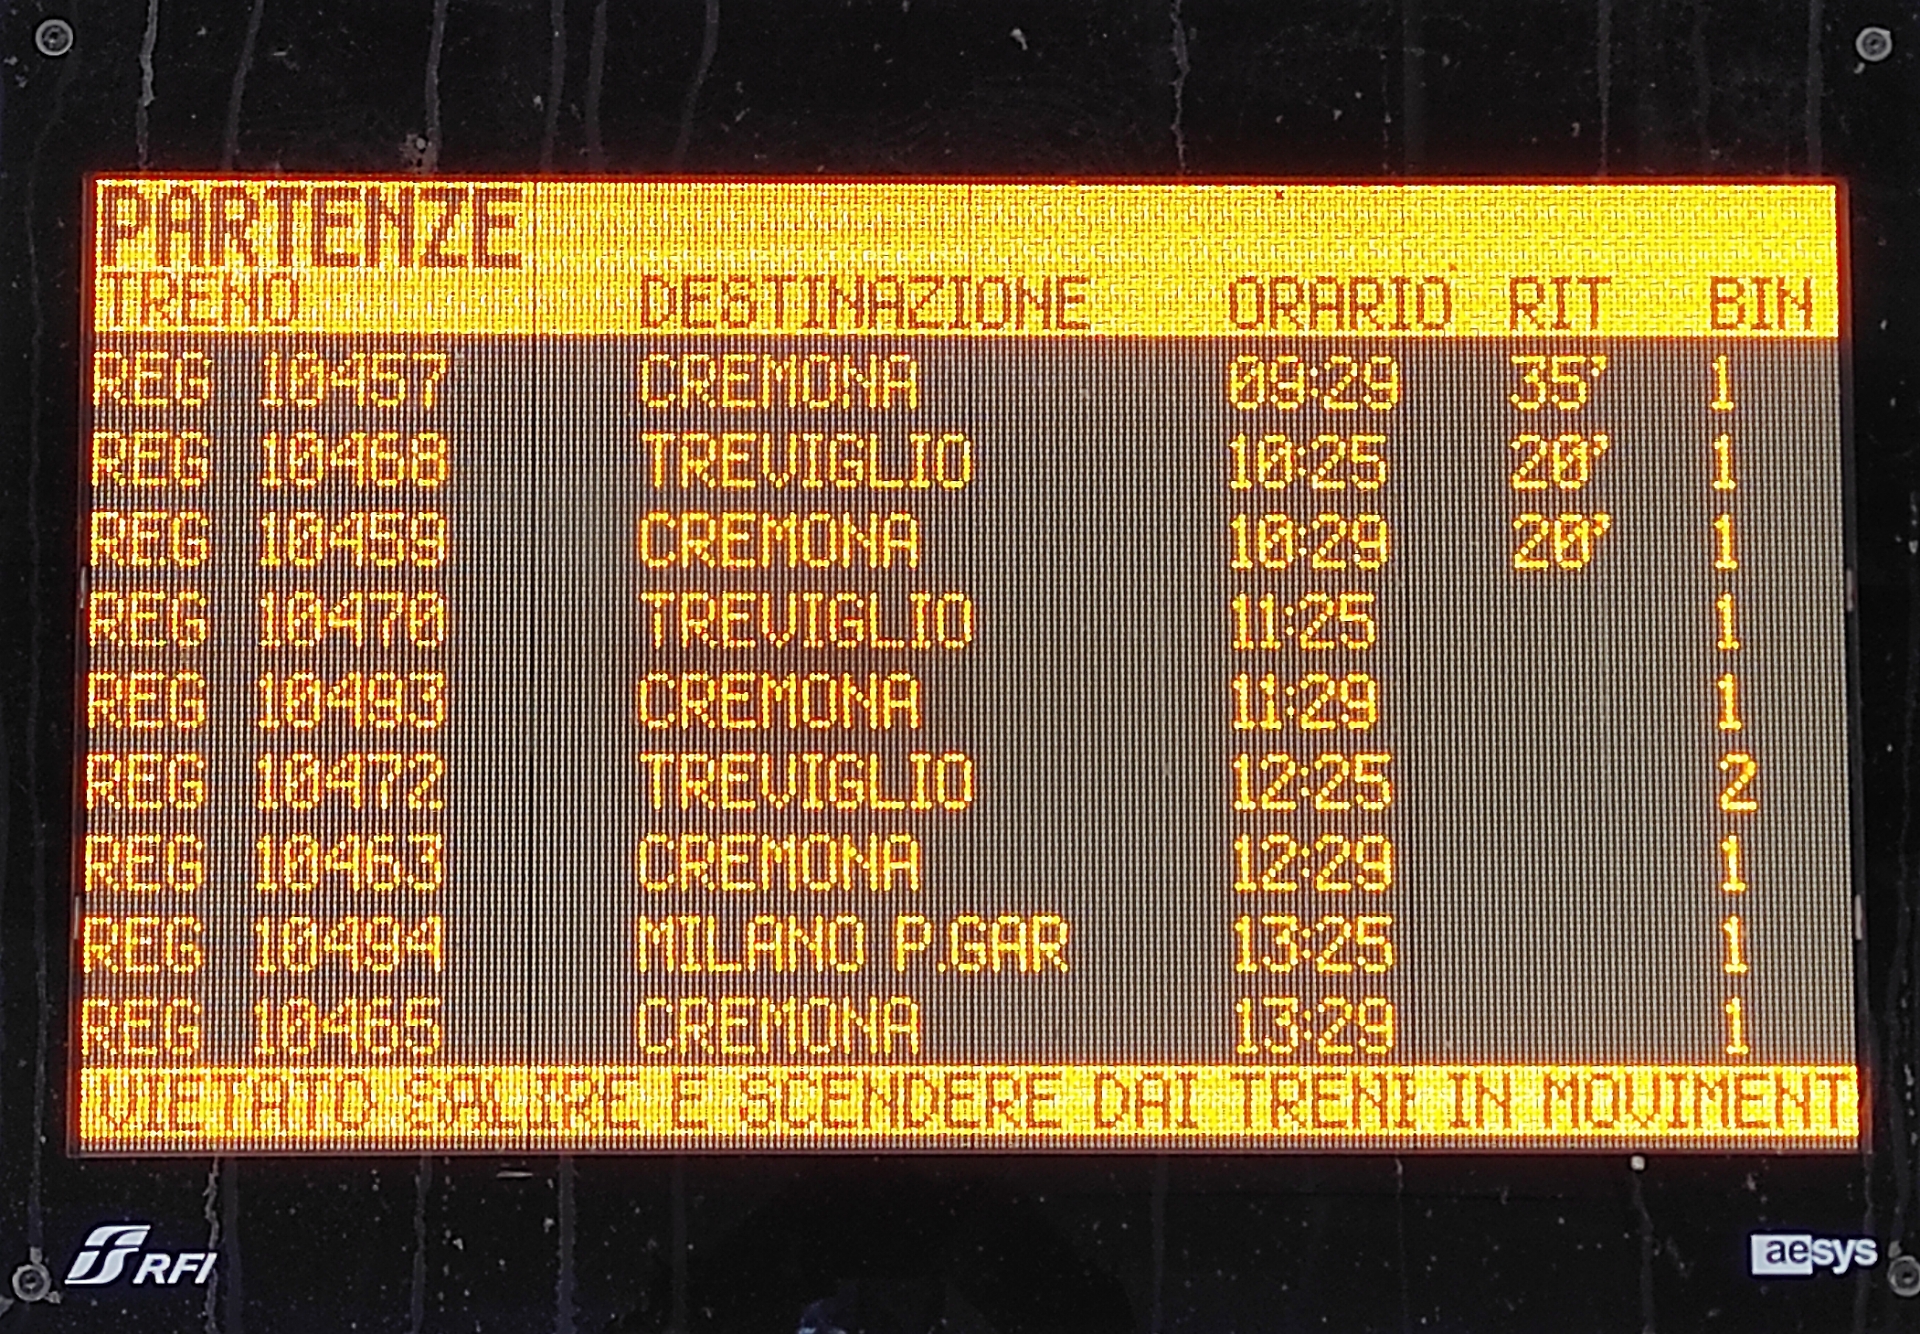 PARTENZE
TRENO DESTINAZIONE ORARIO RIT BIN
REG 10457 CREMONA 09:29 35' 1
REG 10468 TREVIGLIO 10:25 20' 1
REG 10459 CREMONA 10:29 20' 1
REG 10470 TREVIGLIO 11:25 1
REG 10493 CREMONA 11:29 1
REG 10472 TREVIGLIO 12:25 2
REG 10463 CREMONA 12:29 1
REG 10494 MILANO P.GAR 13:25 1
REG 10465 CREMONA 13:29 1
VIETATO SALIRE E SCENDERE DAI TRENI IN MOVIMENT
RFI
aesys